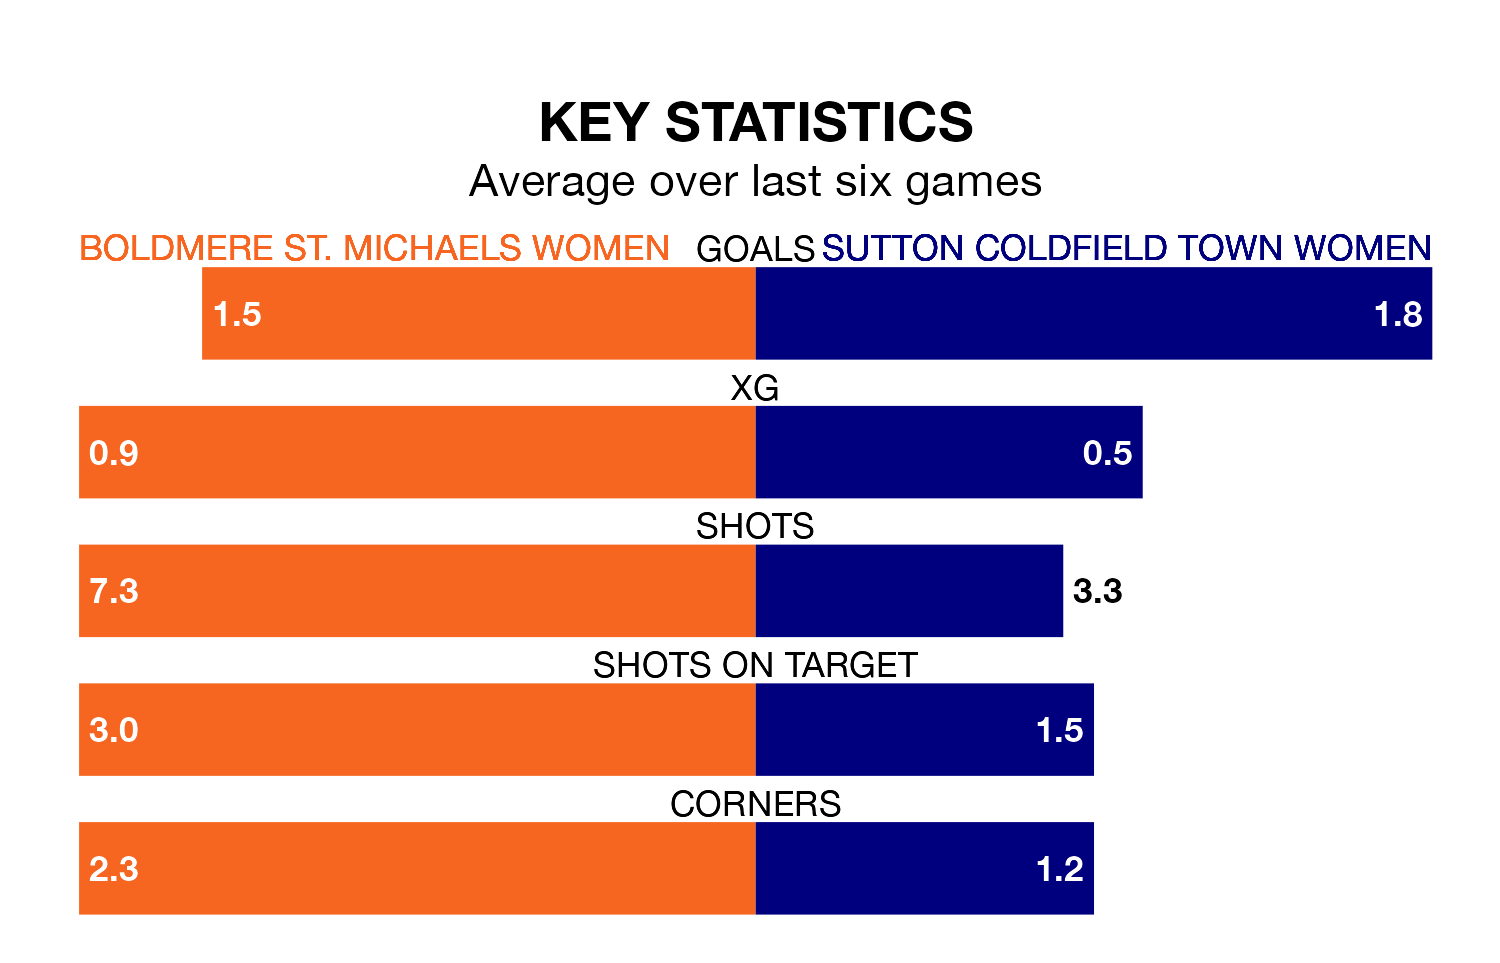 KEY STATISTICS
Average over last six games
BOLDMERE ST. MICHAELS WOMEN GOALS SUTTON COLDFIELD TOWN WOMEN
1.5 1.8
XG
0.9 0.5
SHOTS
7.3 3.3
SHOTS ON TARGET
3.0 1.5
CORNERS
2.3 1.2